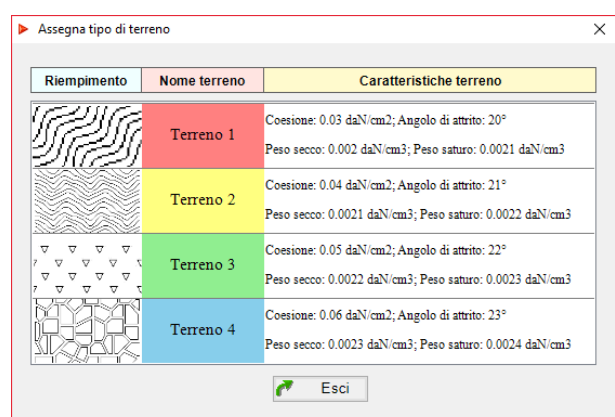 Assegna tipo di terreno
Riempimento Nome terreno Caratteristiche terreno
Terreno 1
Coesione: 0.03 daN/cm2; Angolo di attrito: 20°
Peso secco: 0.002 daN/cm3; Peso saturo: 0.0021 daN/cm3
Terreno 2
Coesione: 0.04 daN/cm2; Angolo di attrito: 21°
Peso secco: 0.0021 daN/cm3; Peso saturo: 0.0022 daN/cm3
Terreno 3
Coesione: 0.05 daN/cm2; Angolo di attrito: 22°
Peso secco: 0.0022 daN/cm3; Peso saturo: 0.0023 daN/cm3
Terreno 4
Coesione: 0.06 daN/cm2; Angolo di attrito: 23°
Peso secco: 0.0023 daN/cm3; Peso saturo: 0.0024 daN/cm3
Esci